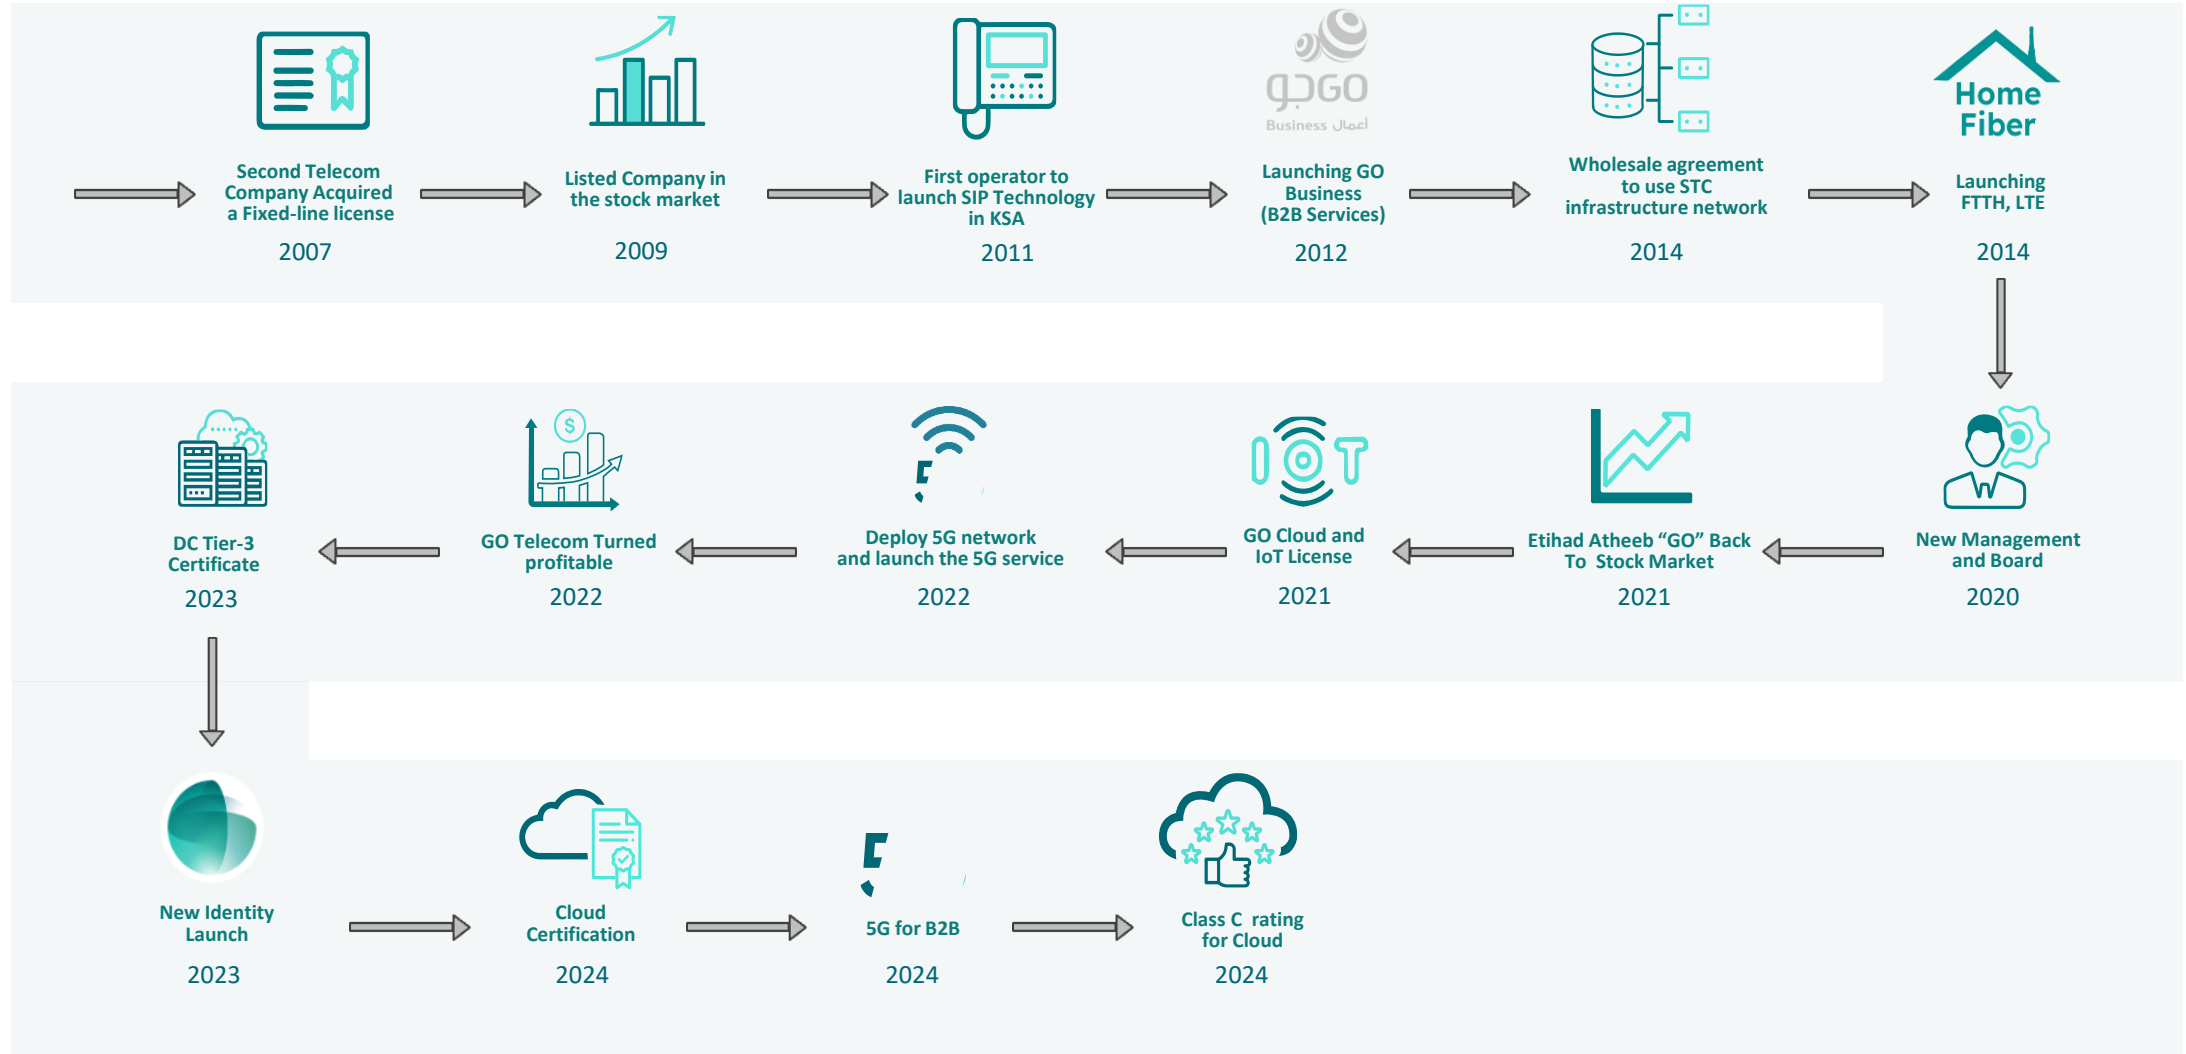 Second Telecom
Company Acquired
a Fixed-line license
2007
Listed Company in
the stock market
2009
First operator to
launch SIP Technology
in KSA
2011
جو GO
Business أعمال
Launching GO
Business
(B2B Services)
2012
Wholesale agreement
to use STC
infrastructure network
2014
Home
Fiber
Launching
FTTH, LTE
2014
New Management
and Board
2020
Etihad Atheeb “GO” Back
To Stock Market
2021
IOT
GO Cloud and
IoT License
2021
5
Deploy 5G network
and launch the 5G service
2022
$
GO Telecom Turned
profitable
2022
DC Tier-3
Certificate
2023
New Identity
Launch
2023
Cloud
Certification
2024
5
5G for B2B
2024
Class C rating
for Cloud
2024